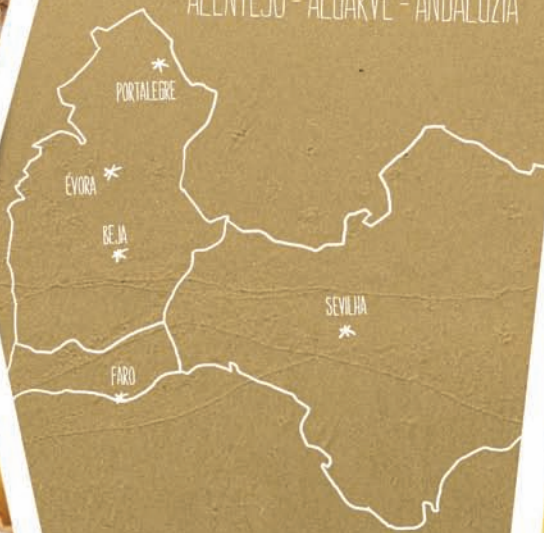 ALENTEJO - ALGARVE - ANDALUZIA
PORTALEGRE
ÉVORA
BEJA
SEVILHA
FARO